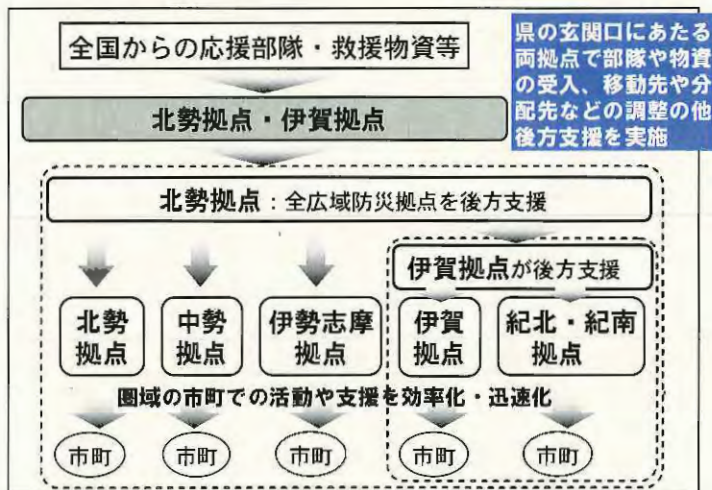 全国からの応援部隊・救援物資等
県の玄関口にあたる
両拠点で部隊や物資
の受入、移動先や分
配先などの調整の他
後方支援を実施
北勢拠点・伊賀拠点
北勢拠点：全広域防災拠点を後方支援
伊賀拠点が後方支援
北勢
拠点
中勢
拠点
伊勢志摩
拠点
伊賀
拠点
紀北・紀南
拠点
圏域の市町での活動や支援を効率化・迅速化
市町
市町
市町
市町
市町